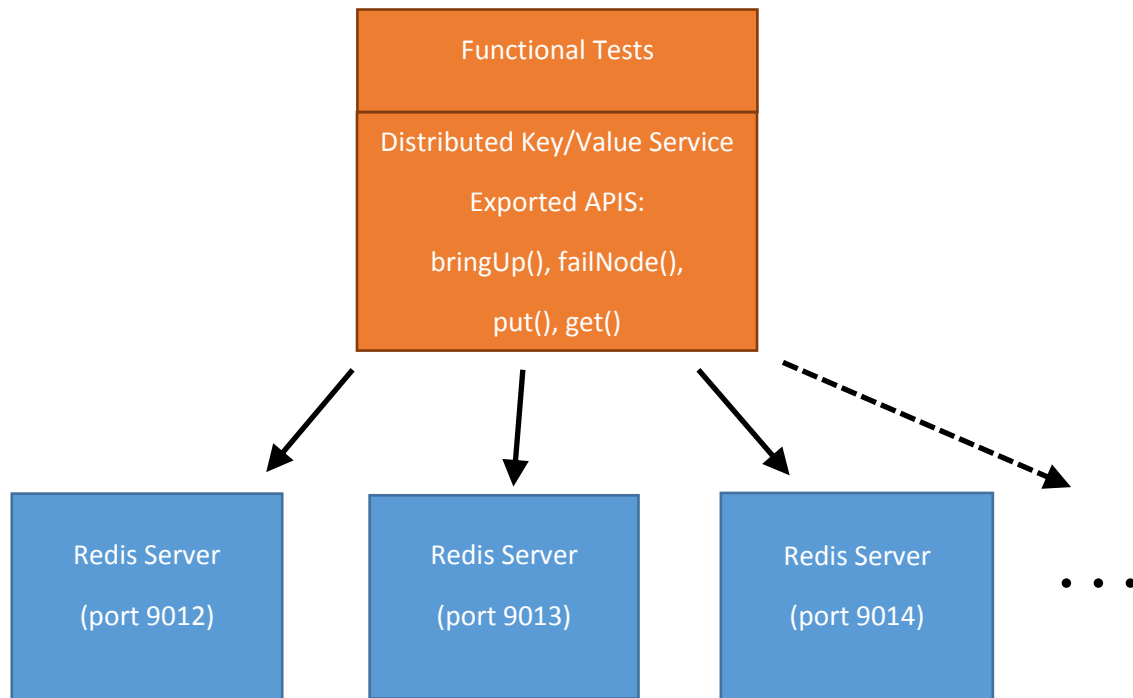 Functional Tests
Distributed Key/Value Service
Exported APIS:
bringUp(), failNode(),
put(), get()
Redis Server
(port 9012)
Redis Server
(port 9013)
Redis Server
(port 9014)
. . .